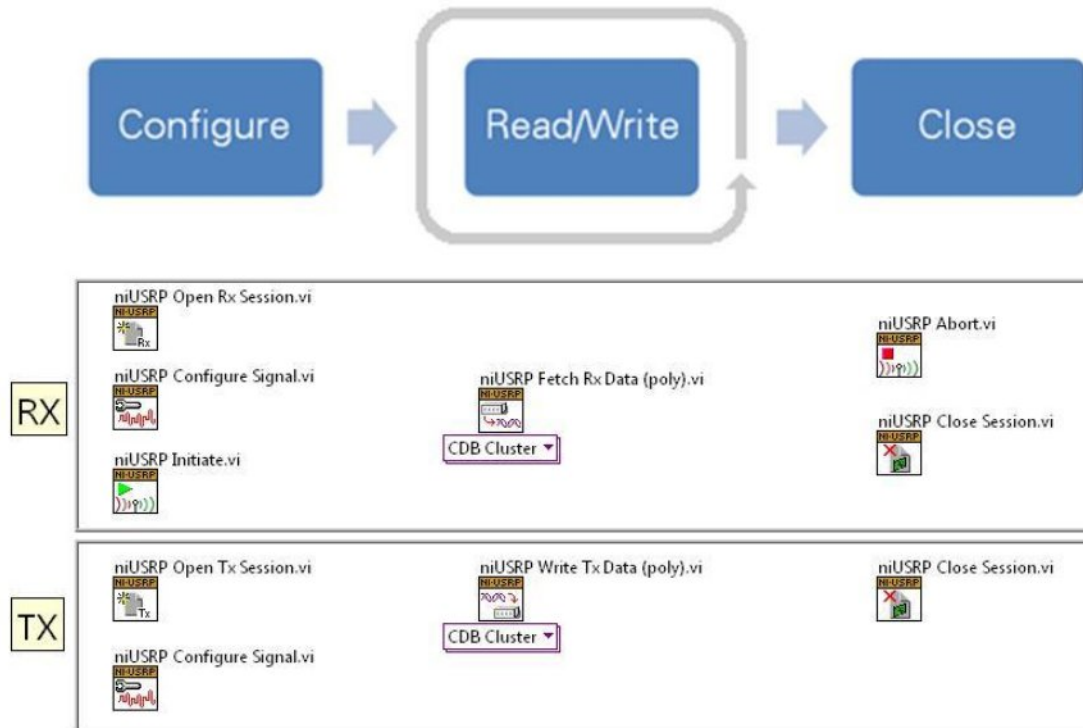 Configure
Read/Write
Close
RX
niUSRP Open Rx Session.vi
NI-USRP
Rx
niUSRP Configure Signal.vi
NI-USRP
niUSRP Initiate.vi
NI-USRP
niUSRP Fetch Rx Data (poly).vi
NI-USRP
CDB Cluster
niUSRP Abort.vi
NI-USRP
niUSRP Close Session.vi
NI-USRP
TX
niUSRP Open Tx Session.vi
NI-USRP
Tx
niUSRP Configure Signal.vi
NI-USRP
niUSRP Write Tx Data (poly).vi
NI-USRP
CDB Cluster
niUSRP Close Session.vi
NI-USRP